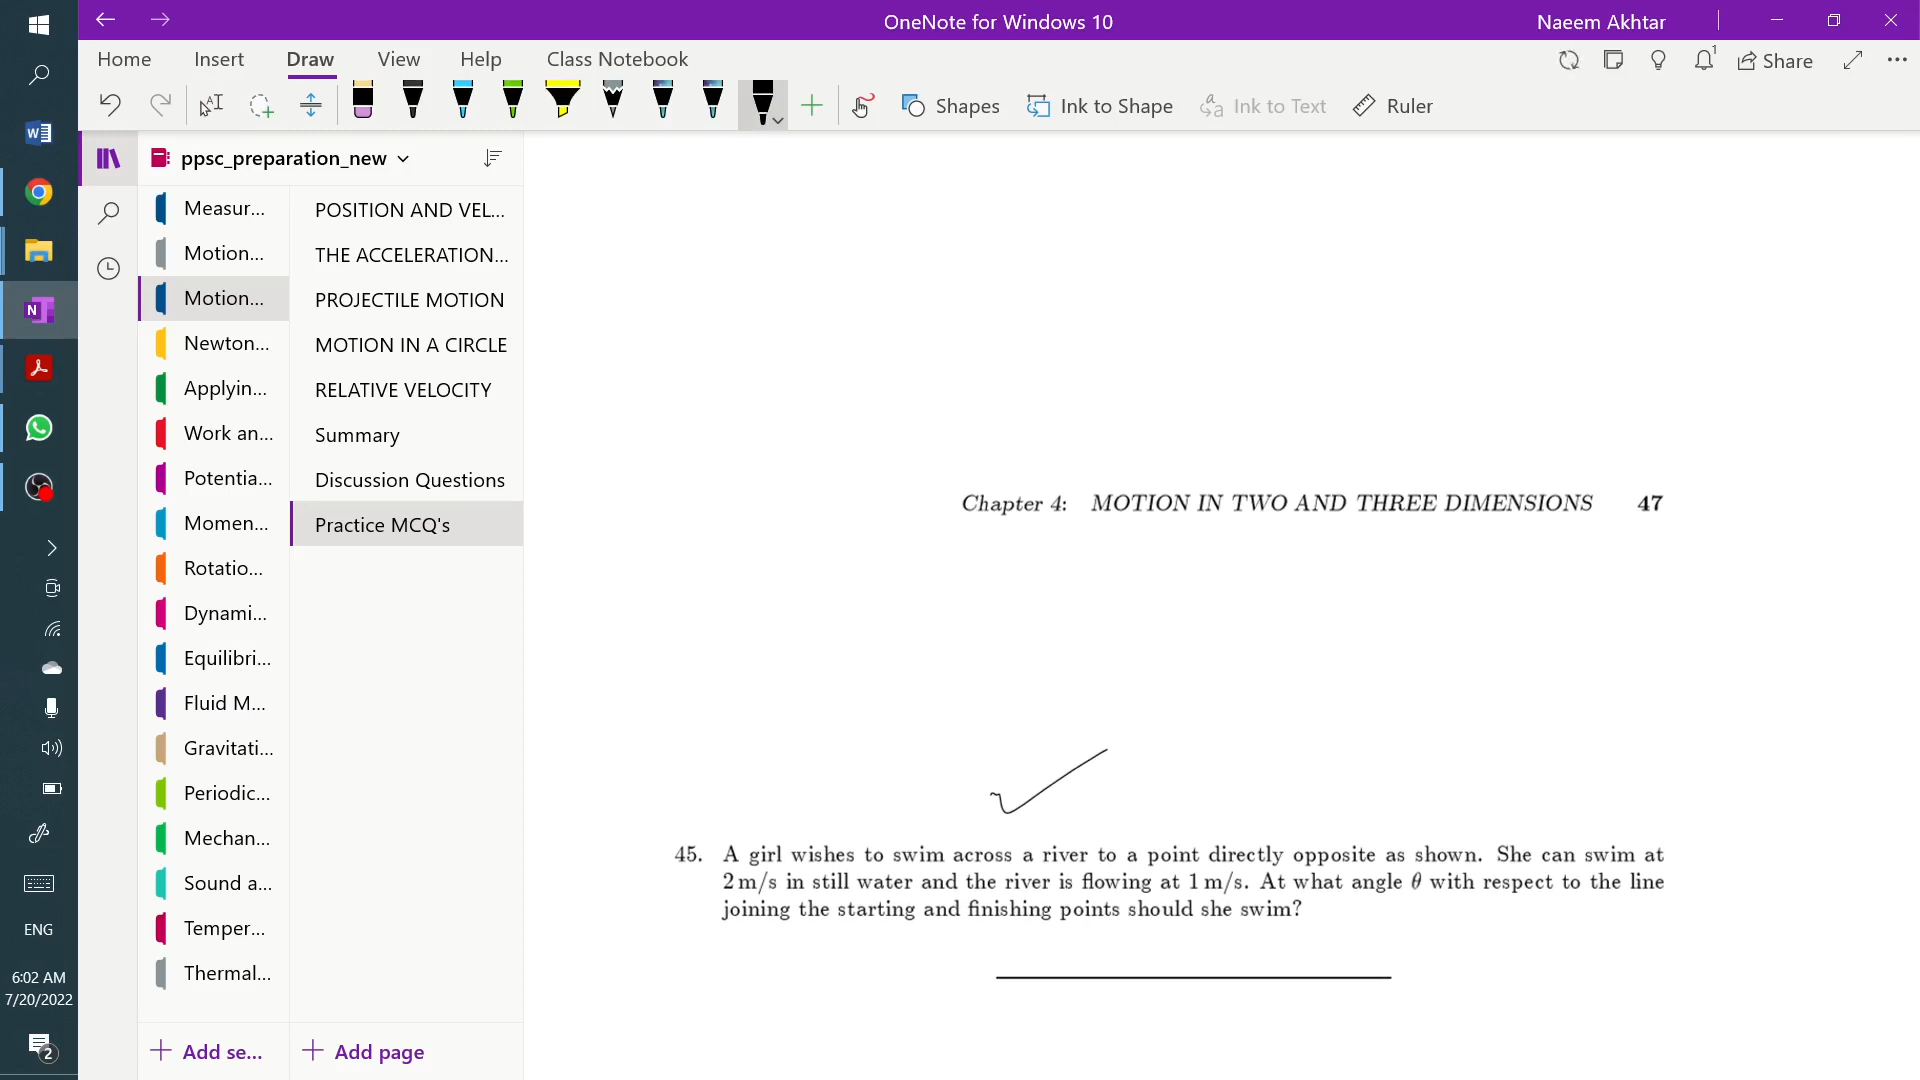 OneNote for Windows 10
Naeem Akhtar
Home Insert Draw View Help Class Notebook
1
Share
Shapes Ink to Shape Ink to Text Ruler
ppsc_preparation_new
Measur...
Motion...
Motion...
Newton...
Applyin...
Work an...
Potentia...
Momen...
Rotatio...
Dynami...
Equilibri...
Fluid M...
Gravitati...
Periodic...
Mechan...
Sound a...
Temper...
Thermal...
Add se...
POSITION AND VEL...
THE ACCELERATION...
PROJECTILE MOTION
MOTION IN A CIRCLE
RELATIVE VELOCITY
Summary
Discussion Questions
Practice MCQ's
Add page
Chapter 4: MOTION IN TWO AND THREE DIMENSIONS 47
45. A girl wishes to swim across a river to a point directly opposite as shown. She can swim at
2 m/s in still water and the river is flowing at 1 m/s. At what angle θ with respect to the line
joining the starting and finishing points should she swim?
ENG
6:02 AM
7/20/2022
2